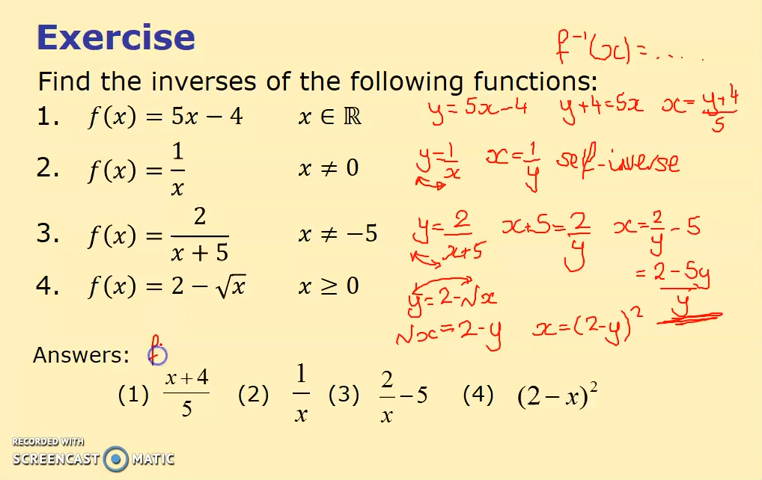 Exercise
f⁻¹(x) = ....
Find the inverses of the following functions:
1. f(x) = 5x − 4 x ∈ ℝ y = 5x − 4 y + 4 = 5x x = (y + 4)/5
2. f(x) = 1/x x ≠ 0 y = 1/x x = 1/y self-inverse
3. f(x) = 2/(x + 5) x ≠ −5 y = 2/(x + 5) x + 5 = 2/y x = 2/y − 5
= (2 − 5y)/y
4. f(x) = 2 − √x x ≥ 0 y = 2 − √x
√x = 2 − y x = (2 − y)²
Answers: f
(1) (x + 4)/5 (2) 1/x (3) 2/x − 5 (4) (2 − x)²
RECORDED WITH
SCREENCAST MATIC